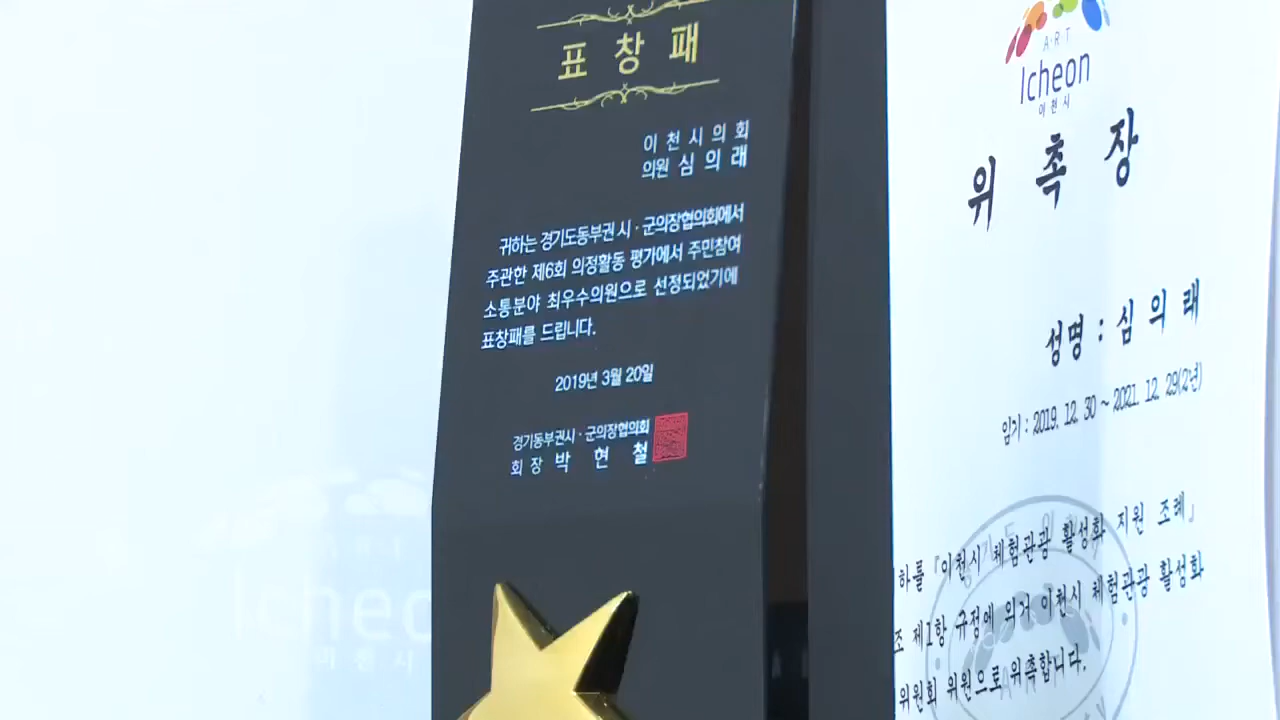 표창패
이천시의회
의원 심의래
귀하는 경기도동부권시·군의장협의회에서
주관한 제6회 의정활동 평가에서 주민참여
소통분야 최우수의원으로 선정되었기에
표창패를 드립니다.
2019년 3월 20일
경기동부권시·군의장협의회
회장 박현철
ART
Icheon
이천시
위촉장
성명 : 심의래
임기 : 2019. 12. 30 ~ 2021. 12. 29(2년)
하를 『이천시 체험관광 활성화 지원 조례』
조 제1항 규정에 의거 이천시 체험관광 활성화
위원회 위원으로 위촉합니다.
ART
Icheo
이천시